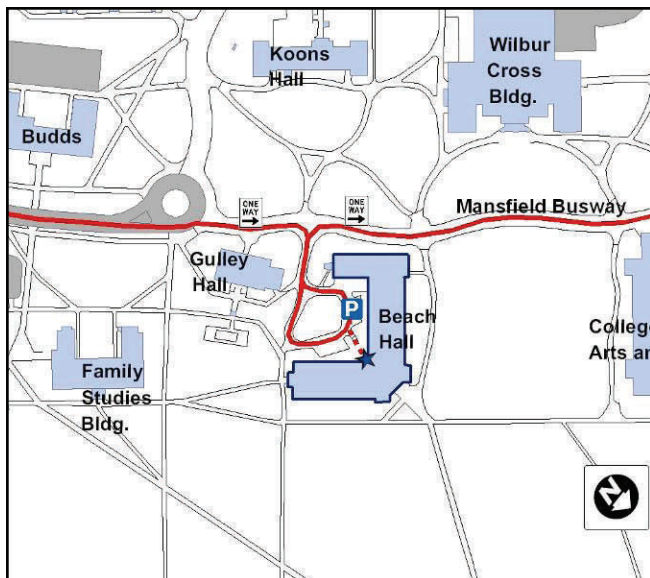 Koons
Hall
Wilbur
Cross
Bldg.
Budds
ONE
WAY
ONE
WAY
Mansfield Busway
Gulley
Hall
P
Beach
Hall
College
Arts an
Family
Studies
Bldg.
N